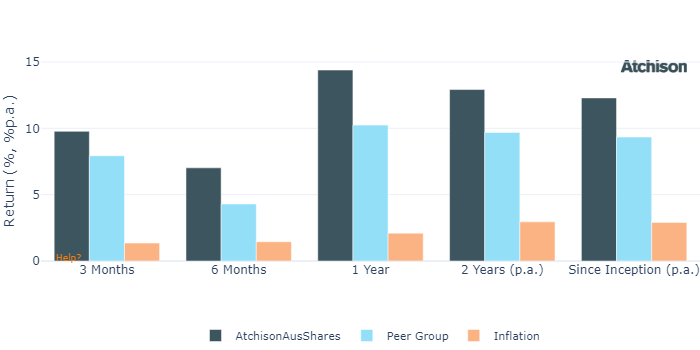 Atchison
Return (%, %p.a.)
15
10
5
0
Help?
3 Months
6 Months
1 Year
2 Years (p.a.)
Since Inception (p.a.)
AtchisonAusShares
Peer Group
Inflation